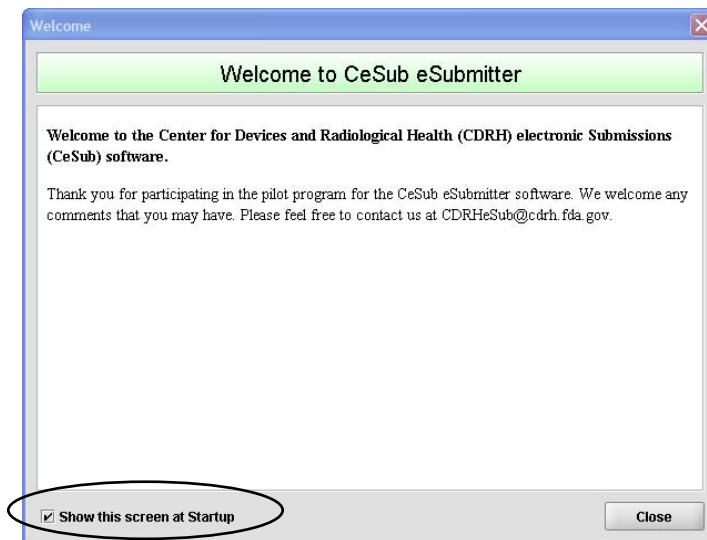 Welcome
Welcome to CeSub eSubmitter
Welcome to the Center for Devices and Radiological Health (CDRH) electronic Submissions
(CeSub) software.
Thank you for participating in the pilot program for the CeSub eSubmitter software. We welcome any
comments that you may have. Please feel free to contact us at CDRHeSub@cdrh.fda.gov.
Show this screen at Startup
Close